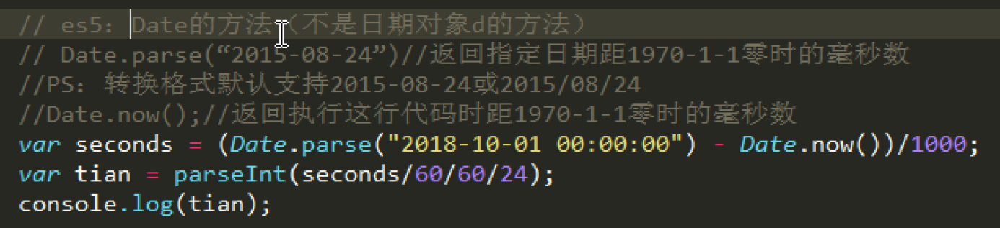 // es5：Date的方法（不是日期对象d的方法）
// Date.parse(“2015-08-24”)//返回指定日期距1970-1-1零时的毫秒数
//PS：转换格式默认支持2015-08-24或2015/08/24
//Date.now();//返回执行这行代码时距1970-1-1零时的毫秒数
var seconds = (Date.parse("2018-10-01 00:00:00") - Date.now())/1000;
var tian = parseInt(seconds/60/60/24);
console.log(tian);